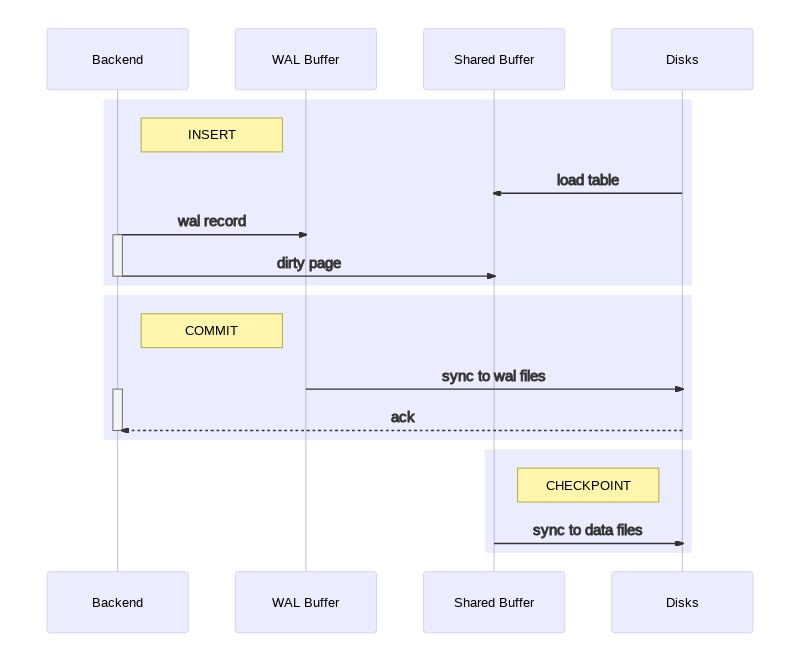 Backend
WAL Buffer
Shared Buffer
Disks
INSERT
load table
wal record
dirty page
COMMIT
sync to wal files
ack
CHECKPOINT
sync to data files
Backend
WAL Buffer
Shared Buffer
Disks